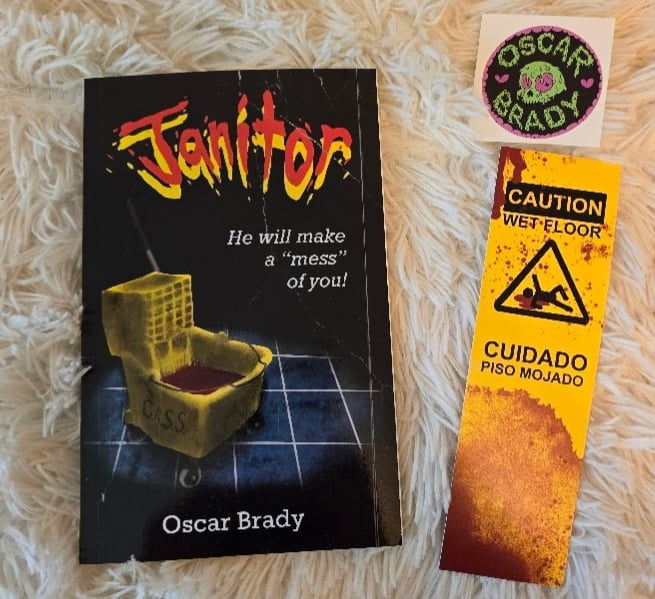 Janitor
He will make
a “mess”
of you!
C.A.S.S.
Oscar Brady
OSCAR
BRADY
CAUTION
WET FLOOR
CUIDADO
PISO MOJADO